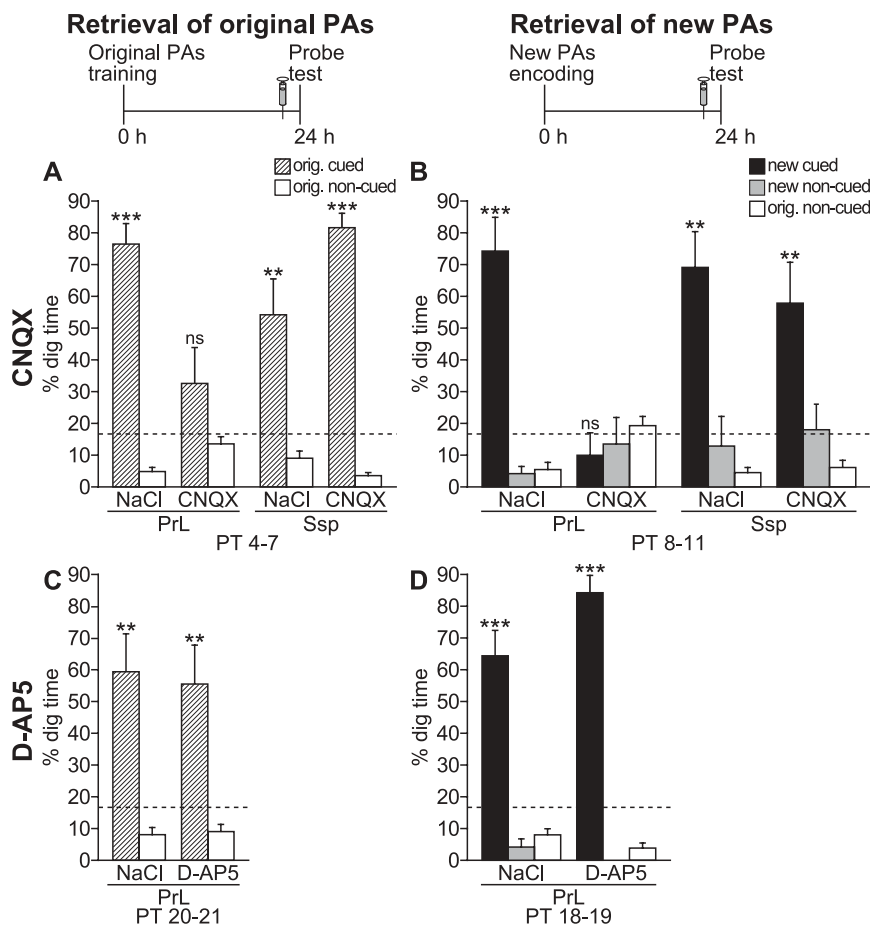 Retrieval of original PAs
Original PAs training
Probe test
0 h
24 h
Retrieval of new PAs
New PAs encoding
Probe test
0 h
24 h
CNQX
A
orig. cued
orig. non-cued
% dig time
90
80
70
60
50
40
30
20
10
0
***
ns
**
***
NaCl CNQX NaCl CNQX
PrL Ssp
PT 4-7
B
new cued
new non-cued
orig. non-cued
% dig time
90
80
70
60
50
40
30
20
10
0
***
ns
**
**
NaCl CNQX NaCl CNQX
PrL Ssp
PT 8-11
D-AP5
C
% dig time
90
80
70
60
50
40
30
20
10
0
**
**
NaCl D-AP5
PrL
PT 20-21
D
% dig time
90
80
70
60
50
40
30
20
10
0
***
***
NaCl D-AP5
PrL
PT 18-19